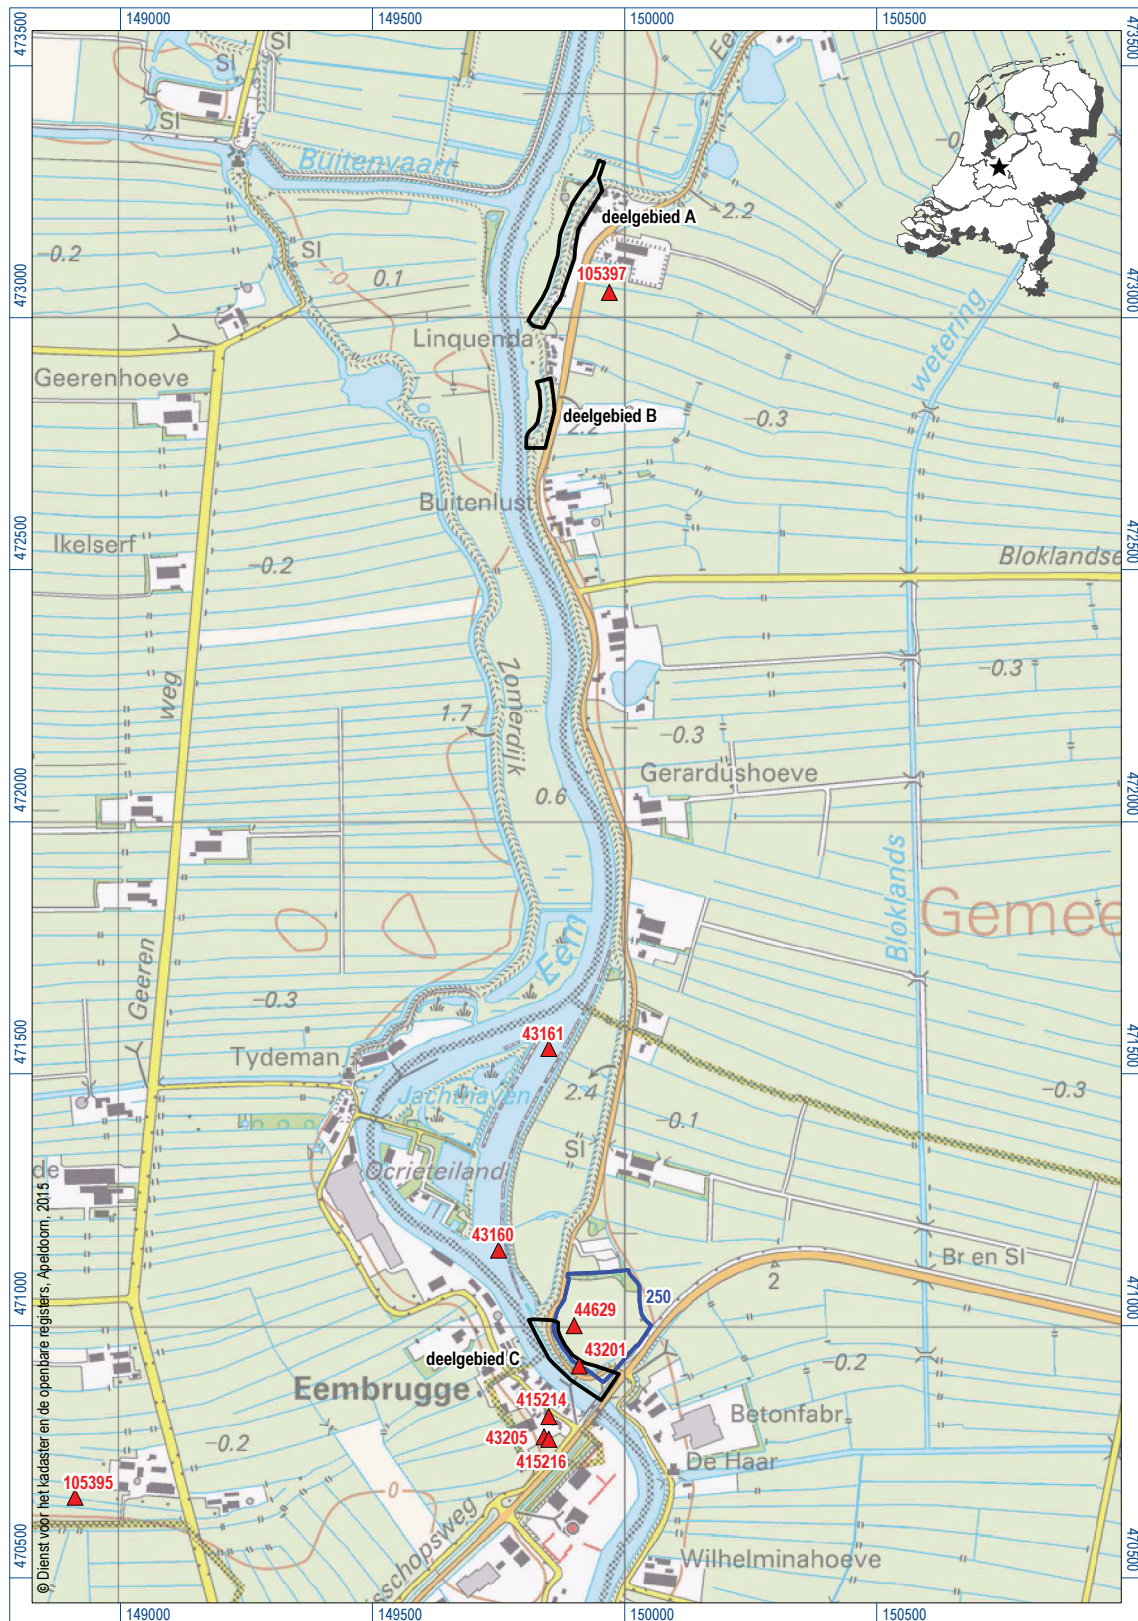 149000
149500
150000
150500
473500
473500
SI
SI
SI
Buitenvaart
2.2
deelgebied A
SI
-0.2
0.1
105397
473000
473000
wetering
Linquenda
Geerenhoeve
deelgebied B
2.2
-0.3
Buitenlust
472500
472500
Ikelserf
-0.2
Bloklandse
-0.3
weg
Zomerdijk
1.7
-0.3
Gerardushoeve
0.6
472000
472000
Bloklands
Gemee
Eem
Geeren
-0.3
43161
471500
471500
Tydeman
Jachthaven
2.4
-0.3
-0.1
SI
Ocrieteiland
de
43160
Br en SI
2
250
471000
471000
44629
43201
deelgebied C
-0.2
Eembrugge
415214
Betonfabr.
43205
-0.2
415216
De Haar
105395
0
sschopsweg
470500
470500
Wilhelminahoeve
© Dienst voor het kadaster en de openbare registers, Apeldoorn, 2015
149000
149500
150000
150500